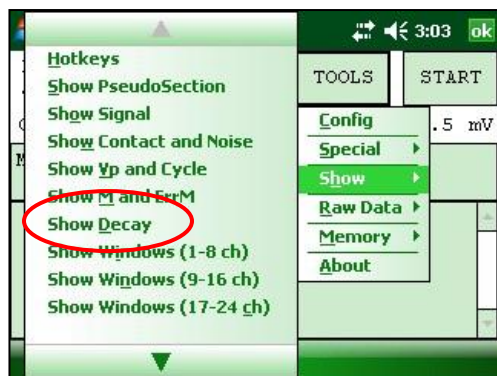 3:03 ok
Hotkeys
Show PseudoSection
Show Signal
Show Contact and Noise
Show Vp and Cycle
Show M and ErrM
Show Decay
Show Windows (1-8 ch)
Show Windows (9-16 ch)
Show Windows (17-24 ch)
TOOLS START
.5 mV
Config
Special
Show
Raw Data
Memory
About